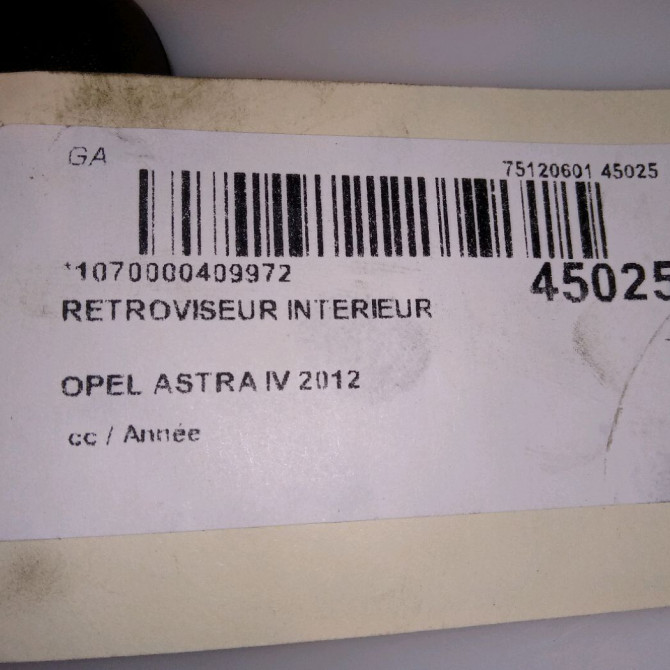 GA
75120601 45025
*1070000409972
45025
RETROVISEUR INTERIEUR
OPEL ASTRA IV 2012
cc / Année